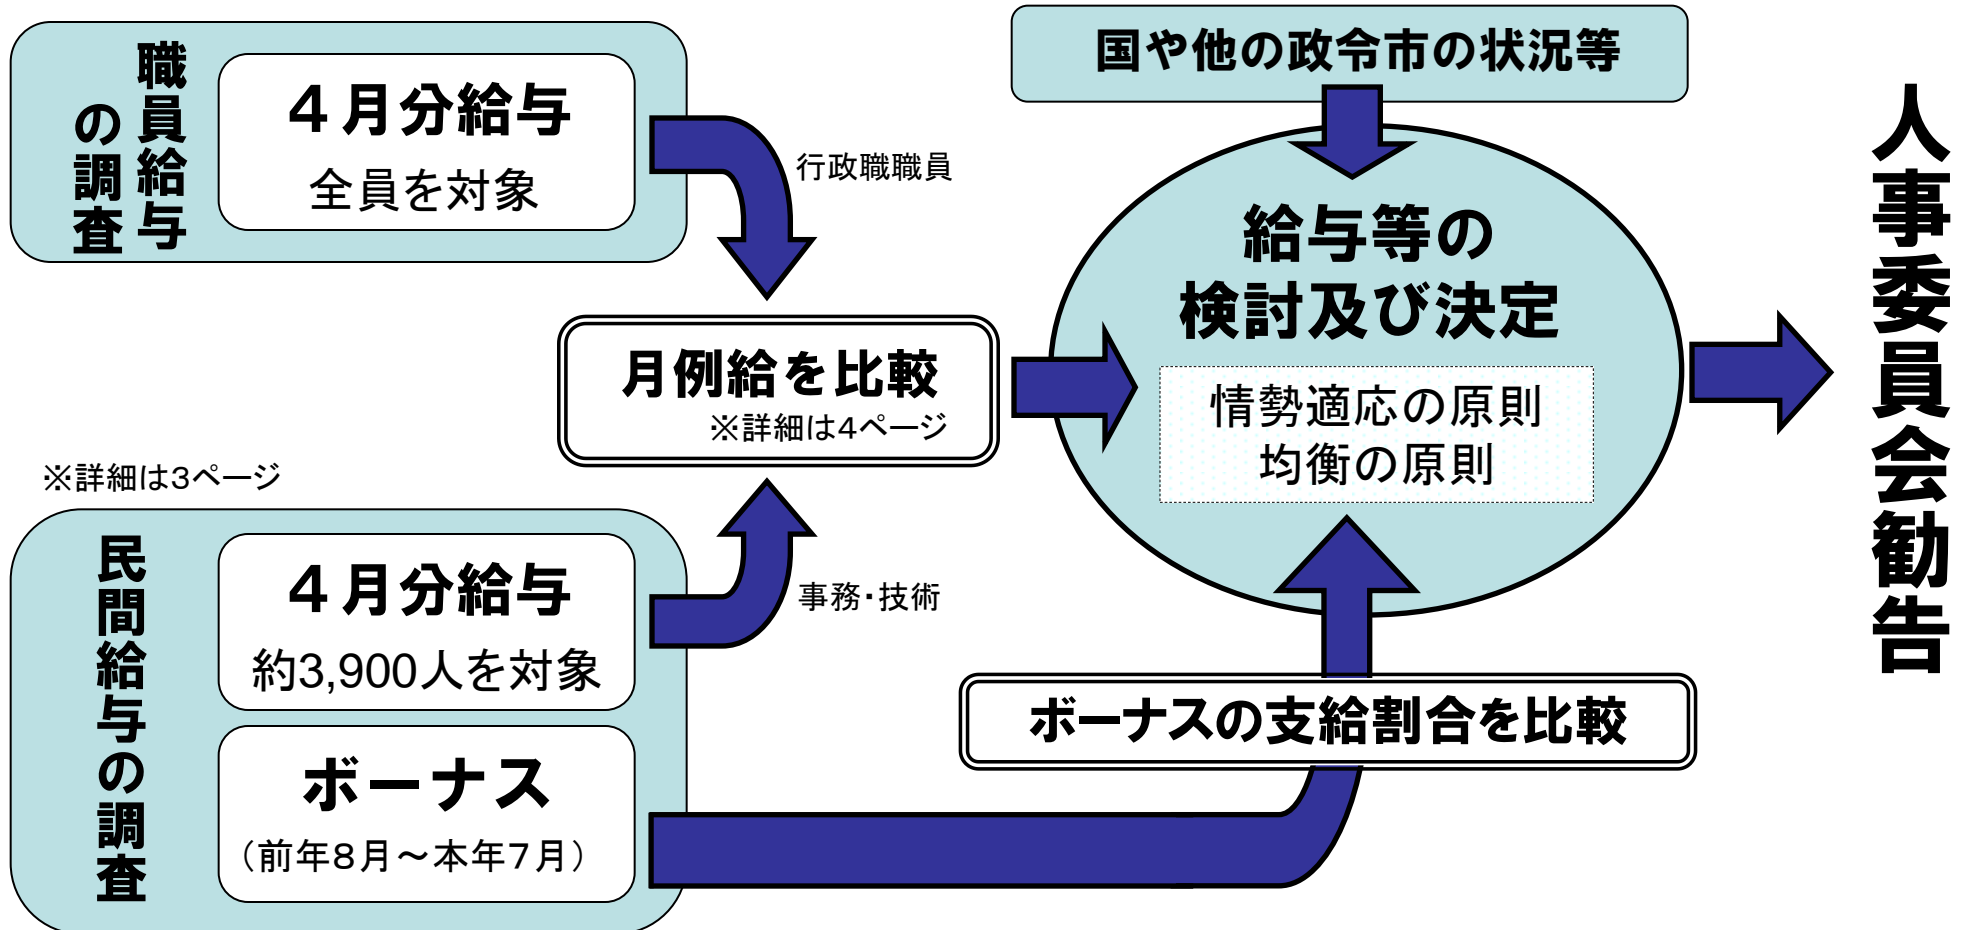 職員給与
の調査
４月分給与
全員を対象
行政職職員
月例給を比較
※詳細は4ページ
※詳細は3ページ
民間給与の調査
４月分給与
約3,900人を対象
事務・技術
ボーナス
（前年８月～本年７月）
ボーナスの支給割合を比較
国や他の政令市の状況等
給与等の
検討及び決定
情勢適応の原則
均衡の原則
人事委員会勧告